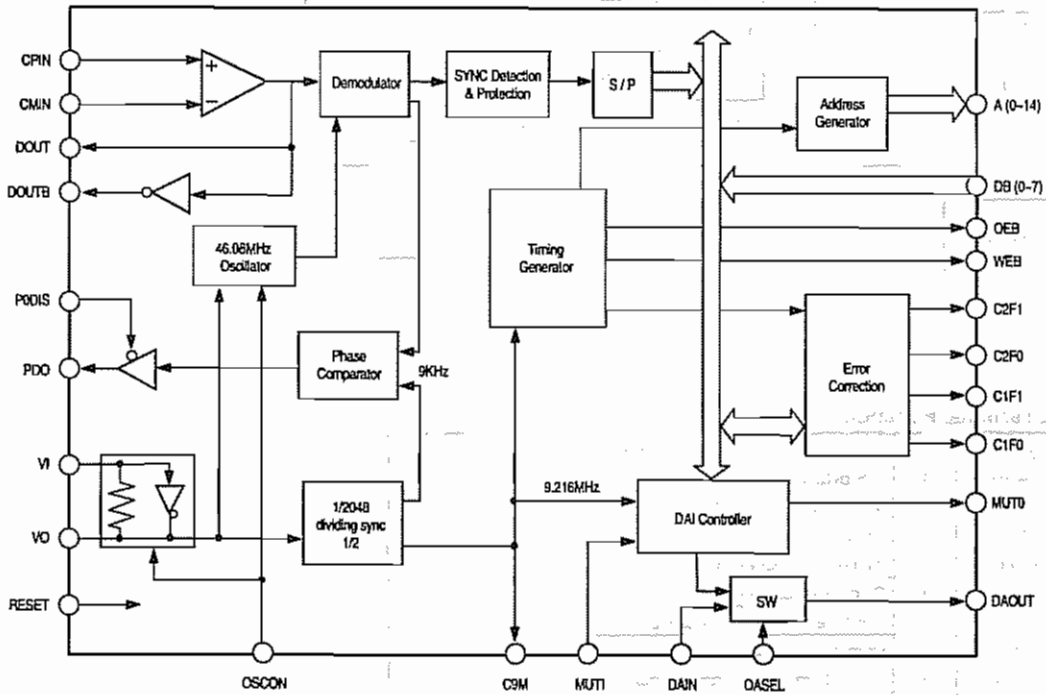 CPIN
CMIN
DOUT
DOUTB
P0DIS
PDO
VI
VO
RESET
+
−
Demodulator
SYNC Detection
& Protection
S / P
Address
Generator
46.08MHz
Oscillator
Timing
Generator
Phase
Comparator
9KHz
Error
Correction
1/2048
dividing sync
1/2
9.216MHz
DAI Controller
SW
A (0~14)
DB (0~7)
OEB
WEB
C2F1
C2F0
C1F1
C1F0
MUT0
DAOUT
OSCON
C9M
MUTI
DAIN
OASEL